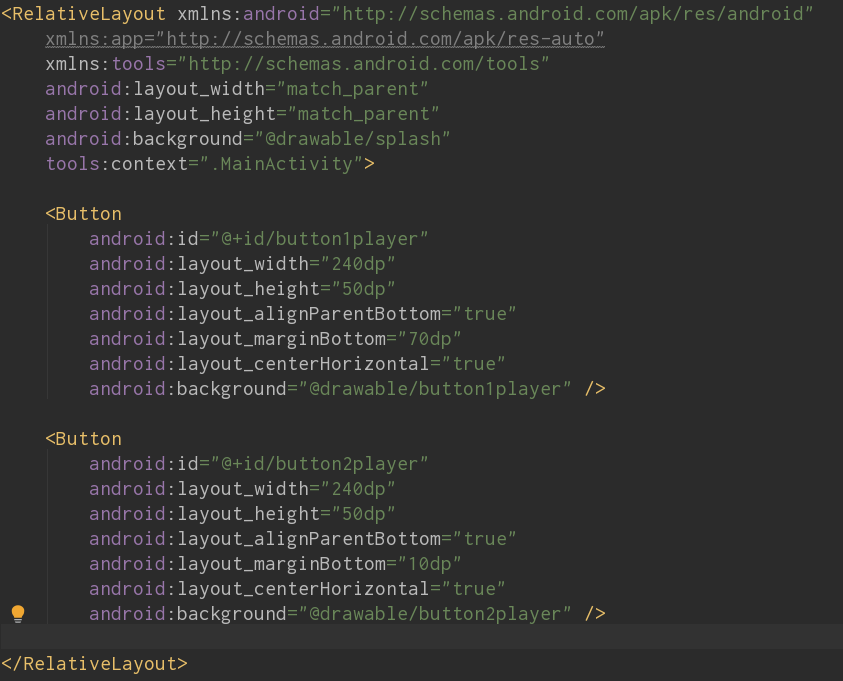 <RelativeLayout xmlns:android="http://schemas.android.com/apk/res/android"
    xmlns:app="http://schemas.android.com/apk/res-auto"
    xmlns:tools="http://schemas.android.com/tools"
    android:layout_width="match_parent"
    android:layout_height="match_parent"
    android:background="@drawable/splash"
    tools:context=".MainActivity">

    <Button
        android:id="@+id/button1player"
        android:layout_width="240dp"
        android:layout_height="50dp"
        android:layout_alignParentBottom="true"
        android:layout_marginBottom="70dp"
        android:layout_centerHorizontal="true"
        android:background="@drawable/button1player" />

    <Button
        android:id="@+id/button2player"
        android:layout_width="240dp"
        android:layout_height="50dp"
        android:layout_alignParentBottom="true"
        android:layout_marginBottom="10dp"
        android:layout_centerHorizontal="true"
        android:background="@drawable/button2player" />

</RelativeLayout>